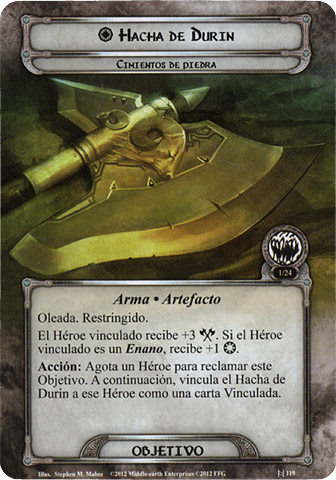 Hacha de Durin
Cimientos de piedra
1/24
Arma • Artefacto
Oleada. Restringido.
El Héroe vinculado recibe +3 . Si el Héroe
vinculado es un Enano, recibe +1 .
Acción: Agota un Héroe para reclamar este
Objetivo. A continuación, vincula el Hacha de
Durin a ese Héroe como una carta Vinculada.
OBJETIVO
Illus. Stephen M. Mabee ©2012 Middle-earth Enterprises ©2012 FFG
119